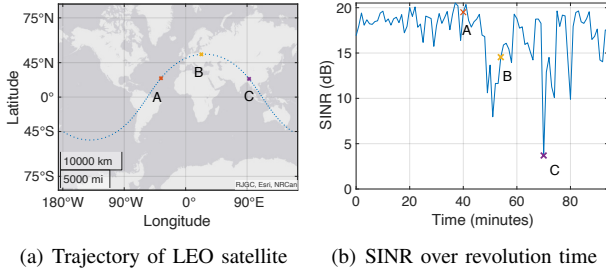 75°N
45°N
0°
45°S
75°S
Latitude
A
B
C
10000 km
5000 mi
RJGC, Esri, NRCan
180°W
90°W
0°
90°E
Longitude
(a) Trajectory of LEO satellite
20
15
10
5
0
SINR (dB)
A
B
C
0
20
40
60
80
Time (minutes)
(b) SINR over revolution time